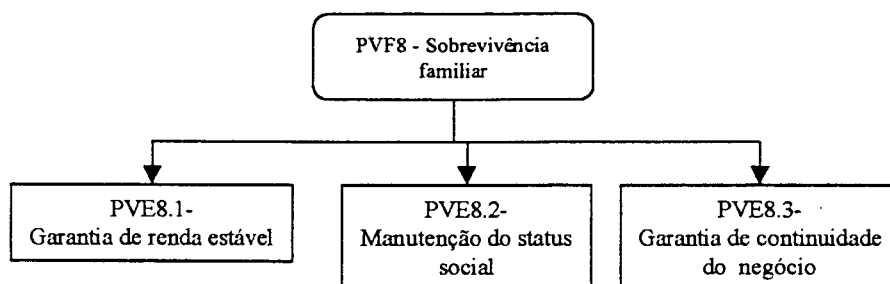 PVF8 - Sobrevivência
familiar
PVE8.1-
Garantia de renda estável
PVE8.2-
Manutenção do status
social
PVE8.3-
Garantia de continuidade
do negócio